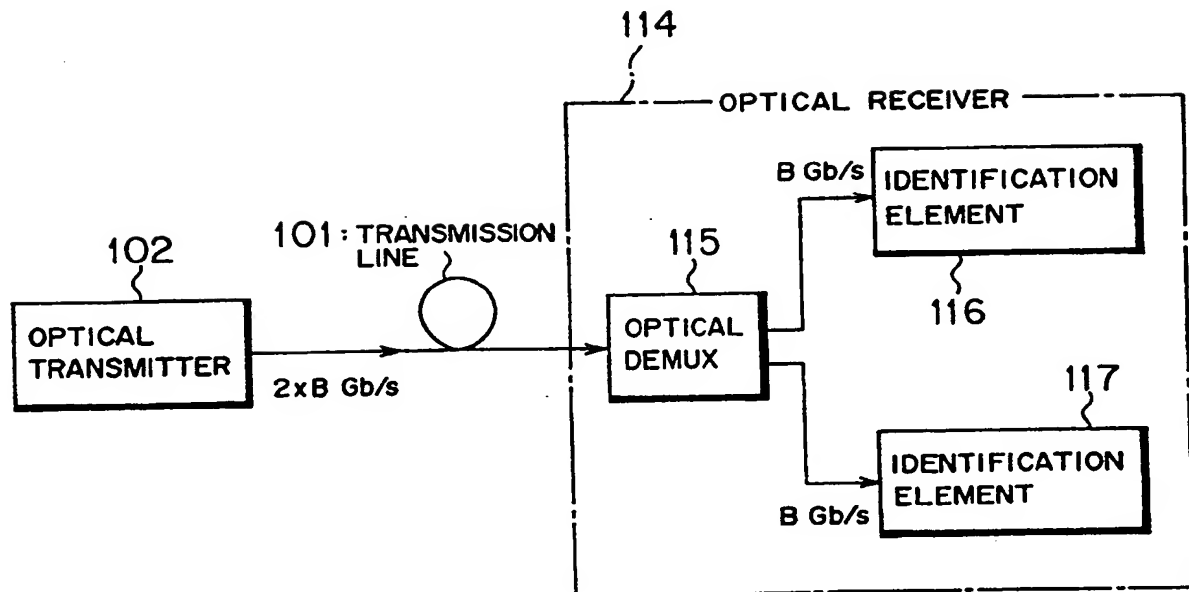 114
OPTICAL RECEIVER
B Gb/s
IDENTIFICATION
ELEMENT
116
101 : TRANSMISSION
LINE
102
115
OPTICAL
TRANSMITTER
2xB Gb/s
OPTICAL
DEMUX
117
IDENTIFICATION
ELEMENT
B Gb/s